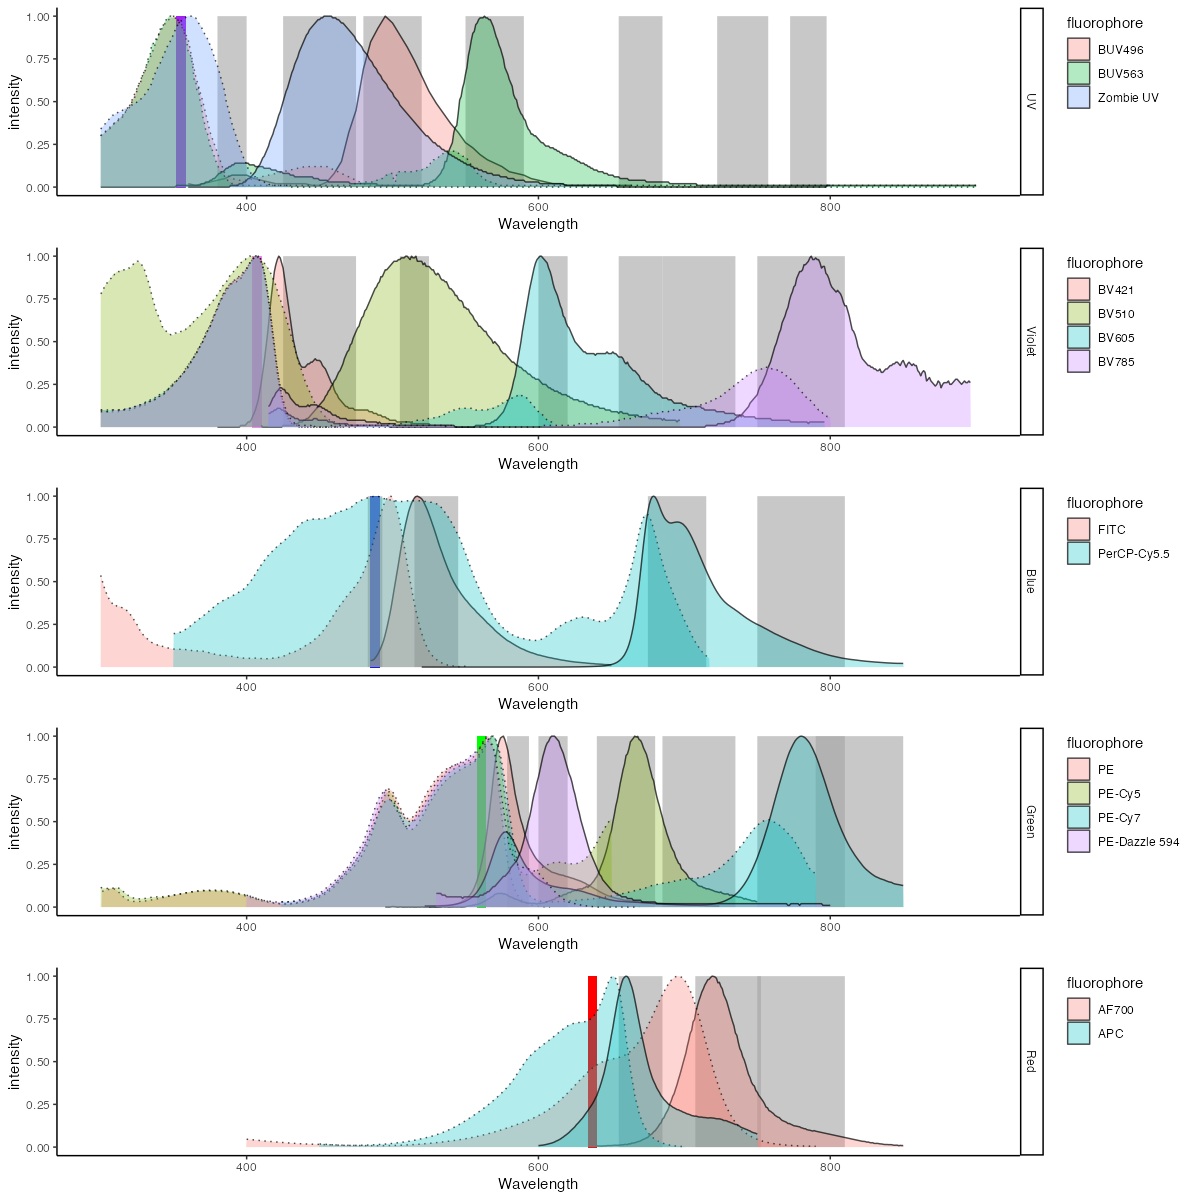 1.00
0.75
0.50
0.25
0.00
intensity
400
600
800
Wavelength
UV
fluorophore
BUV496
BUV563
Zombie UV
1.00
0.75
0.50
0.25
0.00
intensity
400
600
800
Wavelength
Violet
fluorophore
BV421
BV510
BV605
BV785
1.00
0.75
0.50
0.25
0.00
intensity
400
600
800
Wavelength
Blue
fluorophore
FITC
PerCP-Cy5.5
1.00
0.75
0.50
0.25
0.00
intensity
400
600
800
Wavelength
Green
fluorophore
PE
PE-Cy5
PE-Cy7
PE-Dazzle 594
1.00
0.75
0.50
0.25
0.00
intensity
400
600
800
Wavelength
Red
fluorophore
AF700
APC